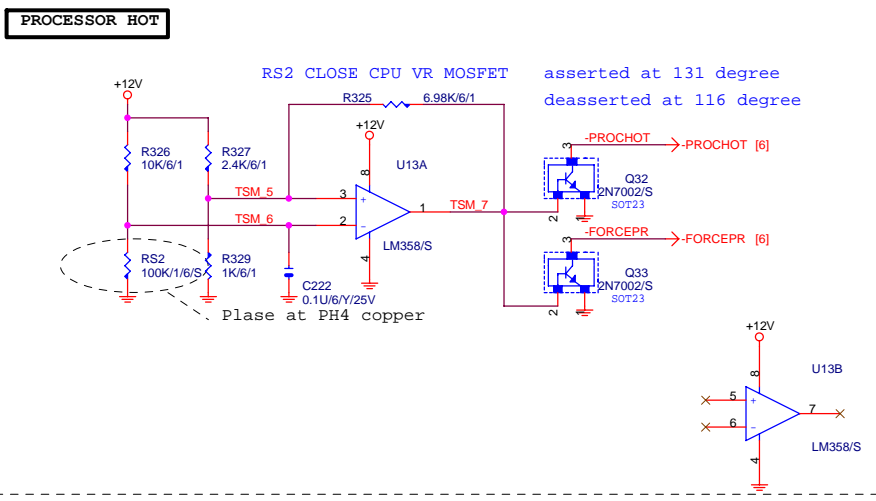 PROCESSOR HOT
RS2 CLOSE CPU VR MOSFET
asserted at 131 degree
deasserted at 116 degree
+12V
R325
6.98K/6/1
+12V
R326
10K/6/1
R327
2.4K/6/1
U13A
8
TSM_5
3
+
TSM_6
2
-
1
TSM_7
LM358/S
4
RS2
100K/1/6/S
R329
1K/6/1
C222
0.1U/6/Y/25V
Plase at PH4 copper
3
-PROCHOT
-PROCHOT [6]
Q32
2N7002/S
SOT23
2
1
3
-FORCEPR
-FORCEPR [6]
Q33
2N7002/S
SOT23
2
1
+12V
8
U13B
5
+
6
-
7
LM358/S
4